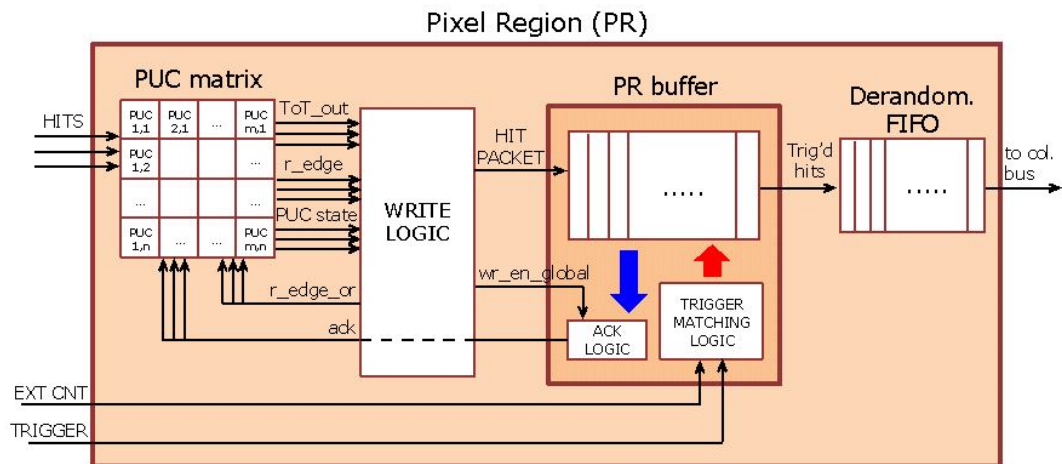 Pixel Region (PR)
PUC matrix
PUC
1,1
PUC
2,1
...
PUC
m,1
PUC
1,2
...
...
...
PUC
1,n
...
...
PUC
m,n
HITS
ToT_out
r_edge
PUC state
r_edge_or
ack
WRITE
LOGIC
HIT
PACKET
wr_en_global
PR buffer
.....
ACK
LOGIC
TRIGGER
MATCHING
LOGIC
Trig'd
hits
Derandom.
FIFO
.....
to col.
bus
EXT CNT
TRIGGER